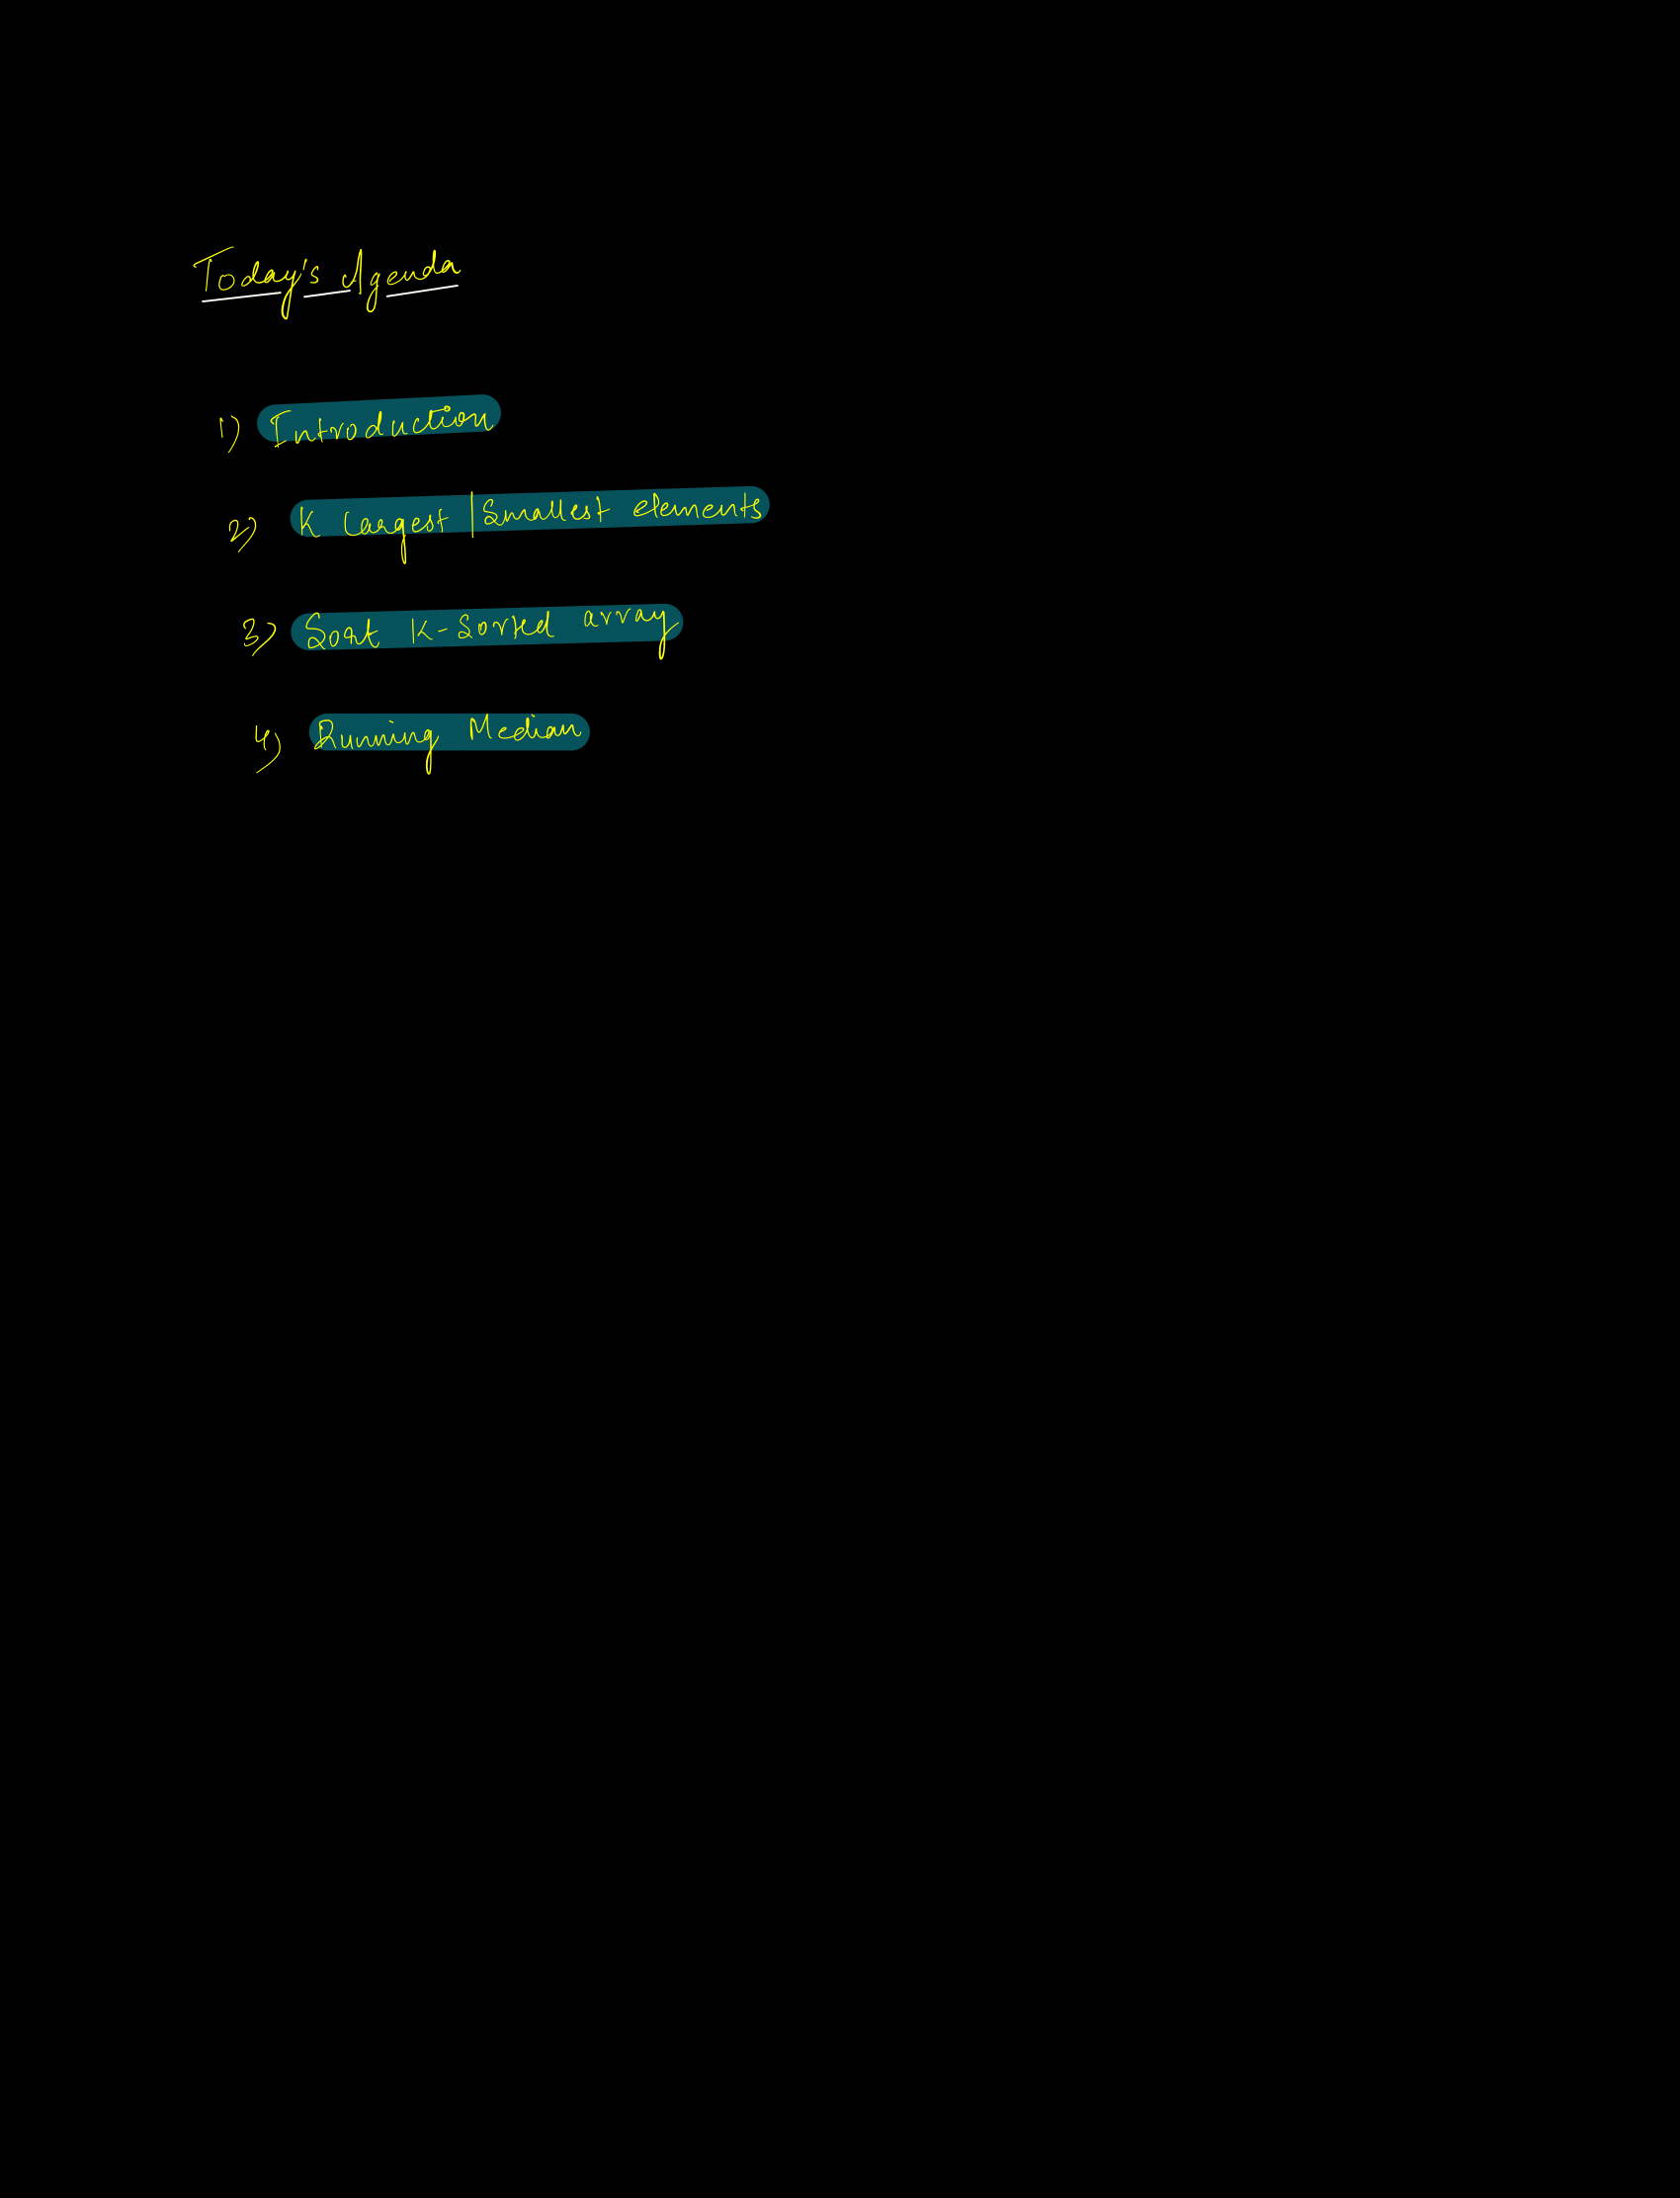 Today's Agenda
1) Introduction
2) K largest | Smallest elements
3) Sort K-Sorted array
4) Running Median